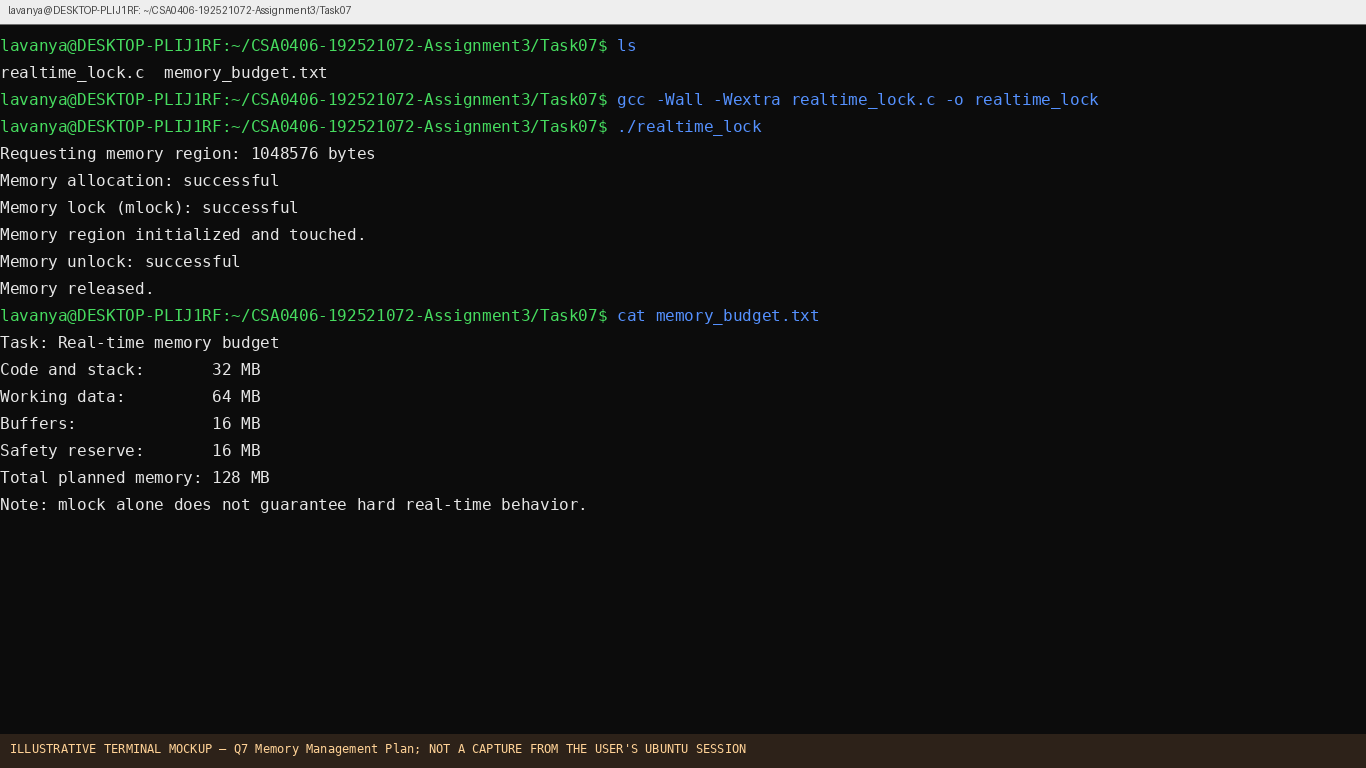 lavanya@DESKTOP-PLIJ1RF: ~/CSA0406-192521072-Assignment3/Task07
lavanya@DESKTOP-PLIJ1RF:~/CSA0406-192521072-Assignment3/Task07$ ls
realtime_lock.c  memory_budget.txt
lavanya@DESKTOP-PLIJ1RF:~/CSA0406-192521072-Assignment3/Task07$ gcc -Wall -Wextra realtime_lock.c -o realtime_lock
lavanya@DESKTOP-PLIJ1RF:~/CSA0406-192521072-Assignment3/Task07$ ./realtime_lock
Requesting memory region: 1048576 bytes
Memory allocation: successful
Memory lock (mlock): successful
Memory region initialized and touched.
Memory unlock: successful
Memory released.
lavanya@DESKTOP-PLIJ1RF:~/CSA0406-192521072-Assignment3/Task07$ cat memory_budget.txt
Task: Real-time memory budget
Code and stack:       32 MB
Working data:         64 MB
Buffers:              16 MB
Safety reserve:       16 MB
Total planned memory: 128 MB
Note: mlock alone does not guarantee hard real-time behavior.
ILLUSTRATIVE TERMINAL MOCKUP — Q7 Memory Management Plan; NOT A CAPTURE FROM THE USER'S UBUNTU SESSION